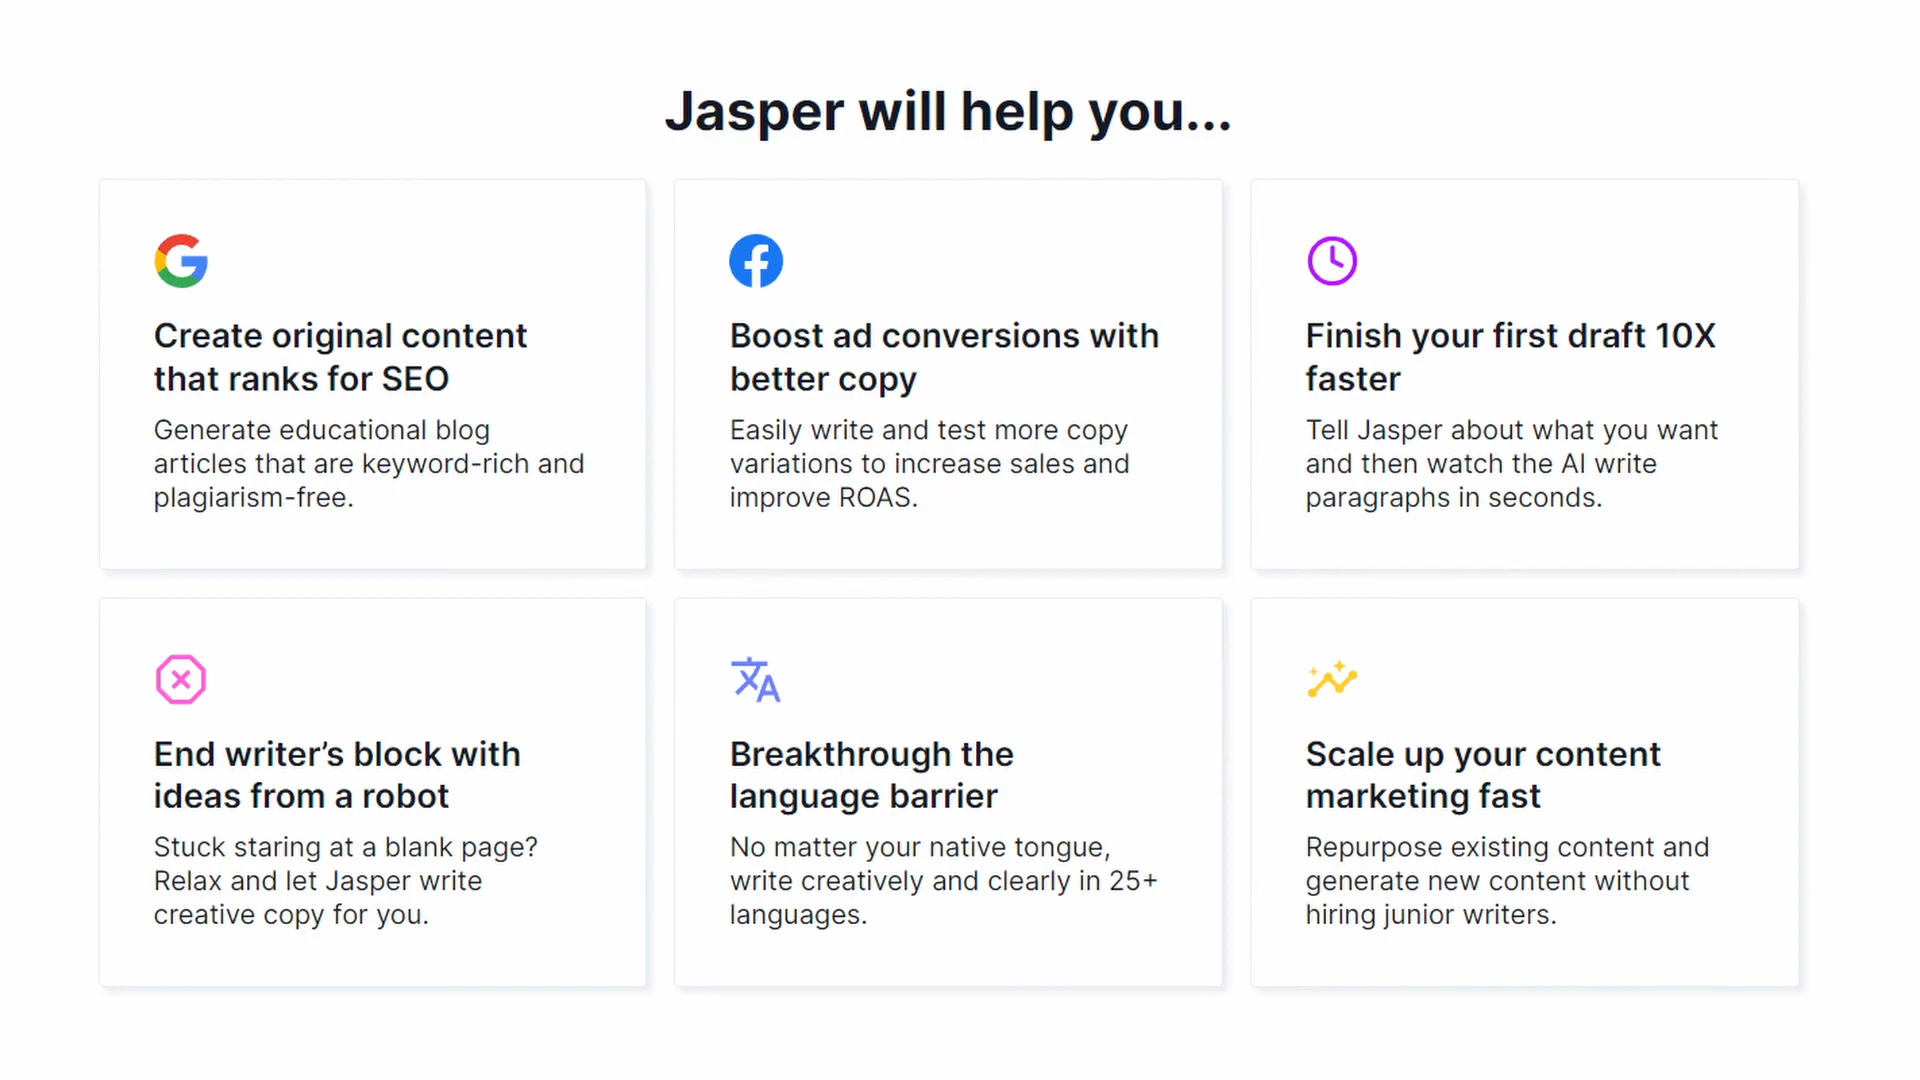 Jasper will help you...
Create original content
that ranks for SEO
Generate educational blog
articles that are keyword-rich and
plagiarism-free.
Boost ad conversions with
better copy
Easily write and test more copy
variations to increase sales and
improve ROAS.
Finish your first draft 10X
faster
Tell Jasper about what you want
and then watch the AI write
paragraphs in seconds.
End writer’s block with
ideas from a robot
Stuck staring at a blank page?
Relax and let Jasper write
creative copy for you.
Breakthrough the
language barrier
No matter your native tongue,
write creatively and clearly in 25+
languages.
Scale up your content
marketing fast
Repurpose existing content and
generate new content without
hiring junior writers.